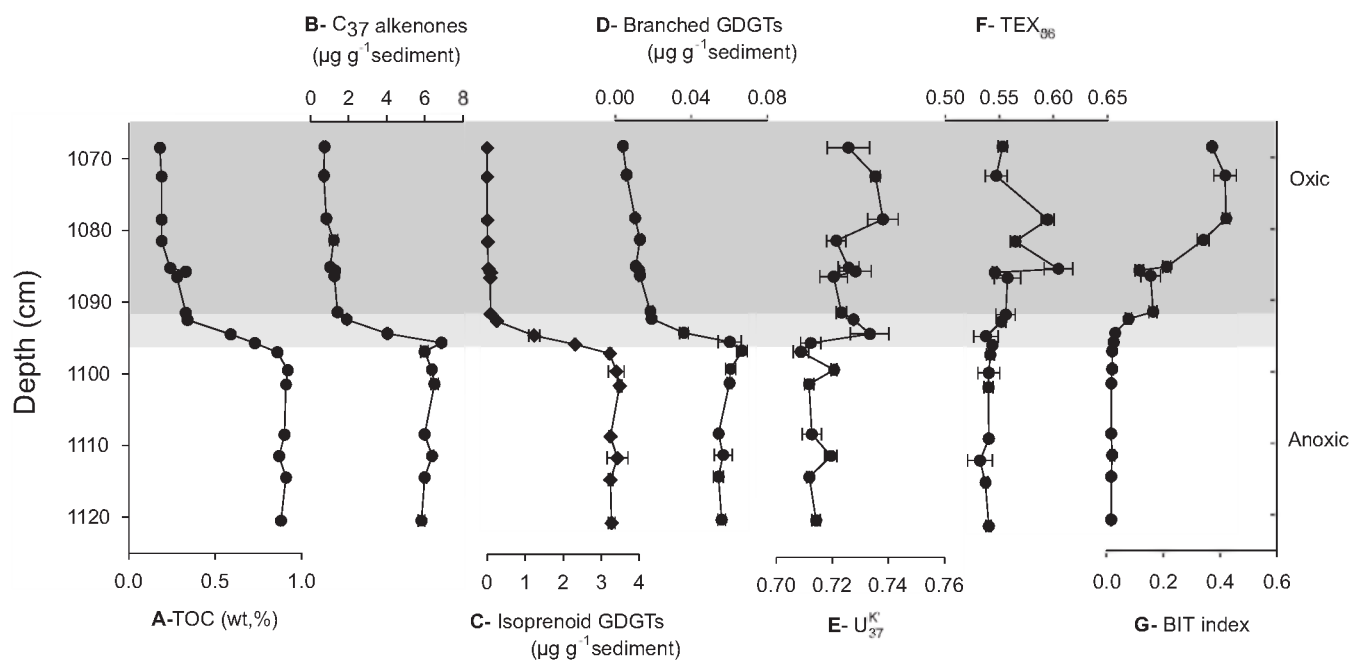 B- C37 alkenones
(µg g-1sediment)
D- Branched GDGTs
(µg g-1sediment)
F- TEX86
0 2 4 6 8
0.00 0.04 0.08
0.50 0.55 0.60 0.65
1070
1080
1090
1100
1110
1120
Depth (cm)
Oxic
Anoxic
0.0 0.5 1.0
0 1 2 3 4
0.70 0.72 0.74 0.76
0.0 0.2 0.4 0.6
A-TOC (wt,%)
C- Isoprenoid GDGTs
(µg g-1sediment)
E- U37K'
G- BIT index